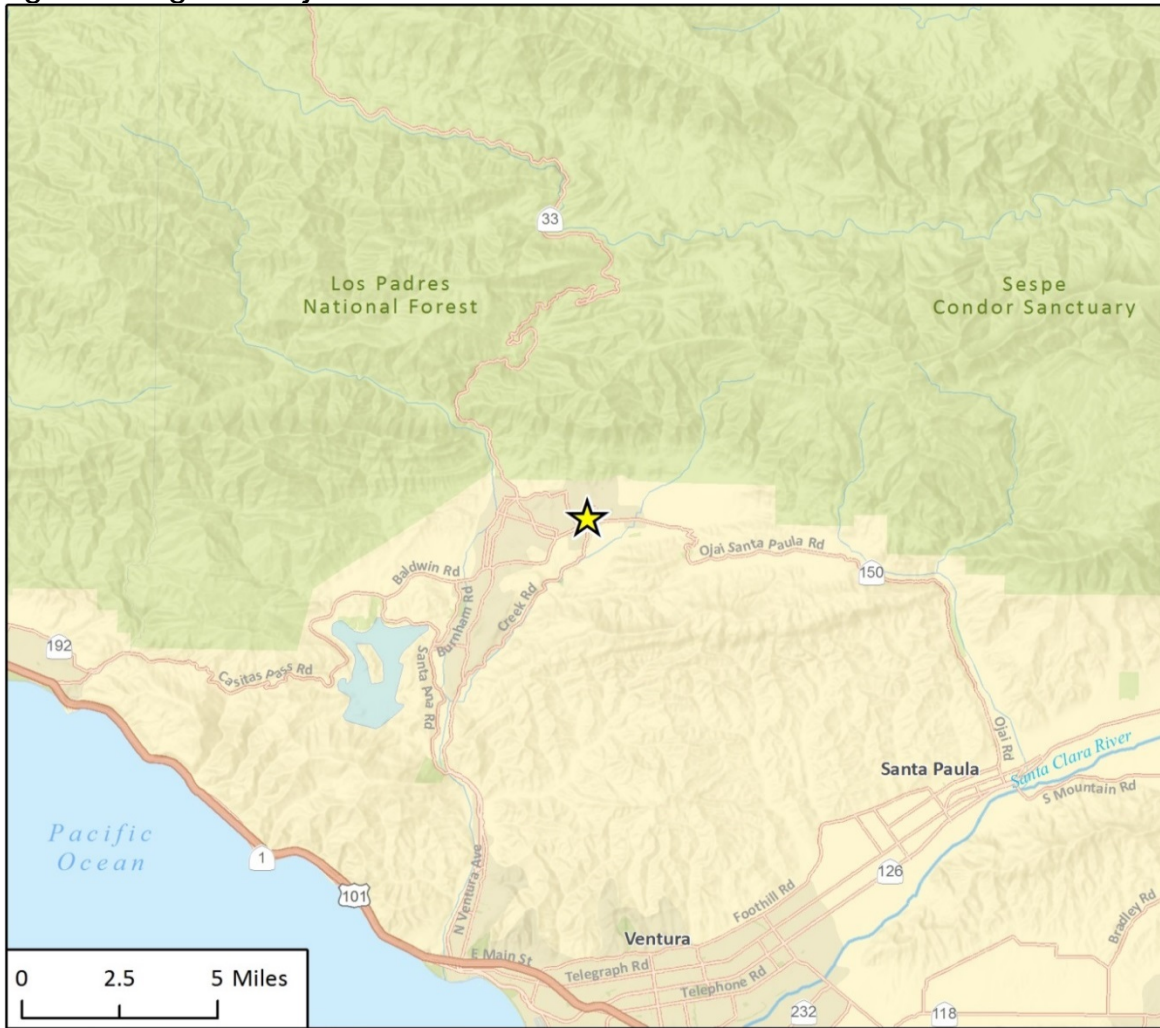 33
Los Padres
National Forest
Sespe
Condor Sanctuary
Ojai Santa Paula Rd
150
Baldwin Rd
Burnham Rd
Creek Rd
192
Casitas Pass Rd
Santa Ana Rd
Ojai Rd
Santa Paula
Santa Clara River
S Mountain Rd
Pacific
Ocean
1
101
126
N Ventura Ave
Foothill Rd
Bradley Rd
Ventura
E Main St
Telegraph Rd
Telephone Rd
232
118
0 2.5 5 Miles